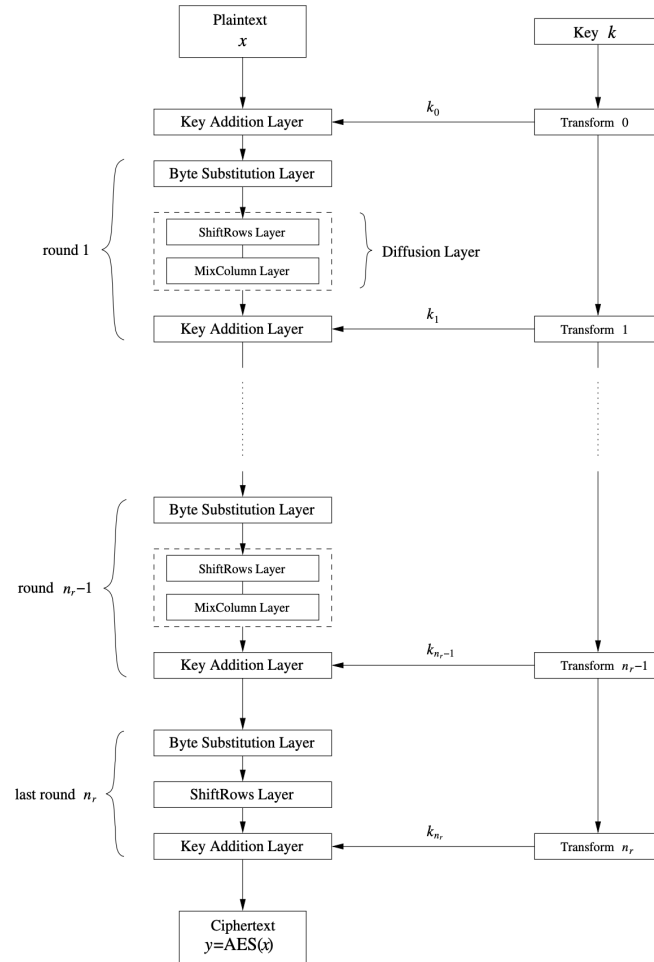 Plaintext
x
Key k
Key Addition Layer
k0
Transform 0
Byte Substitution Layer
ShiftRows Layer
round 1
Diffusion Layer
MixColumn Layer
Key Addition Layer
k1
Transform 1
Byte Substitution Layer
ShiftRows Layer
round nr−1
MixColumn Layer
Key Addition Layer
knr−1
Transform nr−1
Byte Substitution Layer
last round nr
ShiftRows Layer
Key Addition Layer
knr
Transform nr
Ciphertext
y=AES(x)